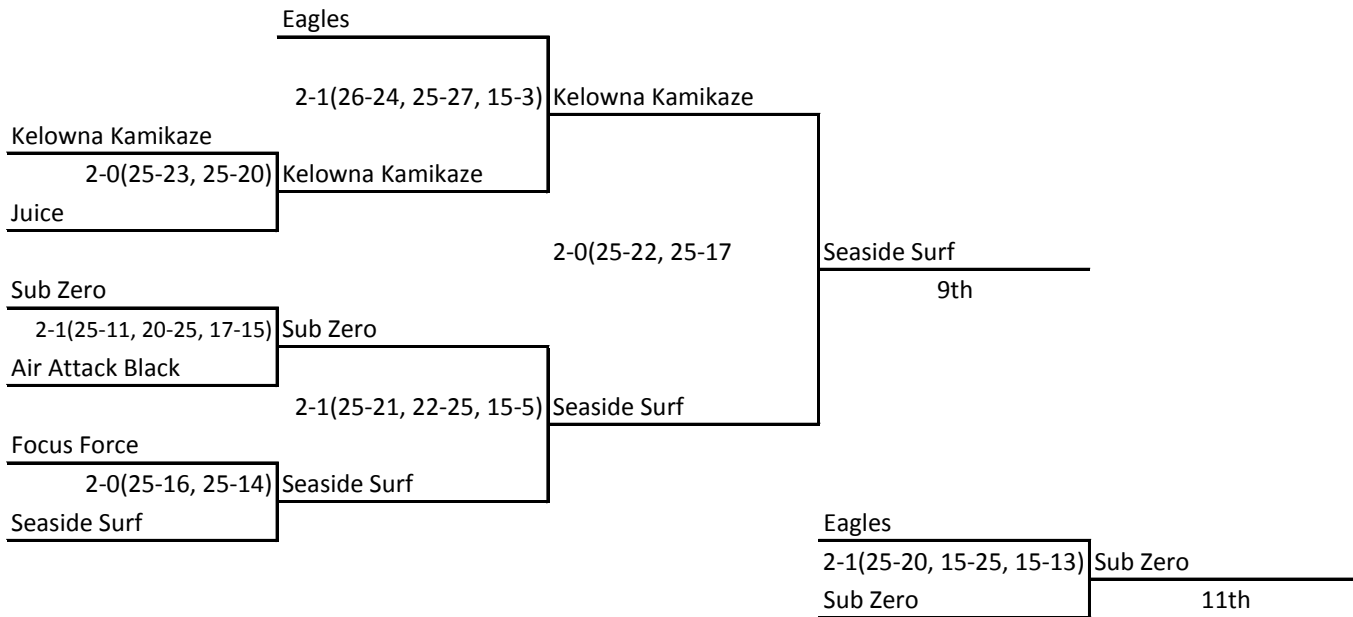 Eagles
2-1(26-24, 25-27, 15-3) Kelowna Kamikaze
Kelowna Kamikaze
2-0(25-23, 25-20) Kelowna Kamikaze
Juice
2-0(25-22, 25-17 Seaside Surf
Sub Zero 9th
2-1(25-11, 20-25, 17-15) Sub Zero
Air Attack Black
2-1(25-21, 22-25, 15-5) Seaside Surf
Focus Force
2-0(25-16, 25-14) Seaside Surf
Seaside Surf Eagles
2-1(25-20, 15-25, 15-13) Sub Zero
Sub Zero 11th